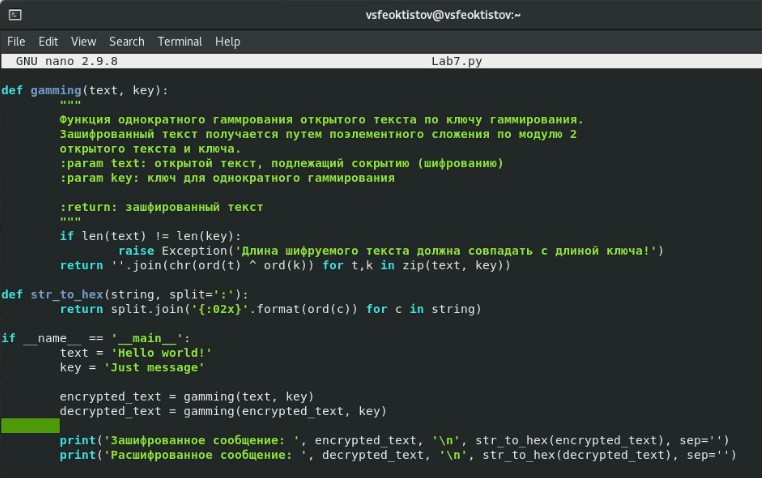 vsfeoktistov@vsfeoktistov:~
File Edit View Search Terminal Help
GNU nano 2.9.8 Lab7.py
def gamming(text, key):
"""
Функция однократного гаммрования открытого текста по ключу гаммирования.
Зашифрованный текст получается путем поэлементного сложения по модулю 2
открытого текста и ключа.
:param text: открытой текст, подлежащий сокрытию (шифрованию)
:param key: ключ для однократного гаммирования
:return: зашфированный текст
"""
if len(text) != len(key):
raise Exception('Длина шифруемого текста должна совпадать с длиной ключа!')
return ''.join(chr(ord(t) ^ ord(k)) for t,k in zip(text, key))
def str_to_hex(string, split=':'):
return split.join('{:02x}'.format(ord(c)) for c in string)
if __name__ == '__main__':
text = 'Hello world!'
key = 'Just message'
encrypted_text = gamming(text, key)
decrypted_text = gamming(encrypted_text, key)
print('Зашифрованное сообщение: ', encrypted_text, '\n', str_to_hex(encrypted_text), sep='')
print('Расшифрованное сообщение: ', decrypted_text, '\n', str_to_hex(decrypted_text), sep='')